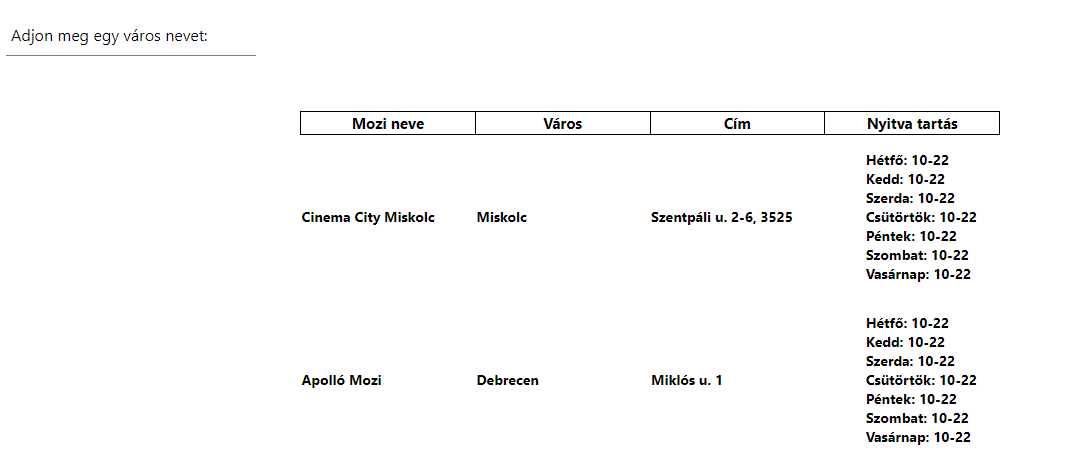 Adjon meg egy város nevet:
Mozi neve Város Cím Nyitva tartás
Hétfő: 10-22
Kedd: 10-22
Szerda: 10-22
Cinema City Miskolc Miskolc Szentpáli u. 2-6, 3525 Csütörtök: 10-22
Péntek: 10-22
Szombat: 10-22
Vasárnap: 10-22
Hétfő: 10-22
Kedd: 10-22
Szerda: 10-22
Apolló Mozi Debrecen Miklós u. 1 Csütörtök: 10-22
Péntek: 10-22
Szombat: 10-22
Vasárnap: 10-22